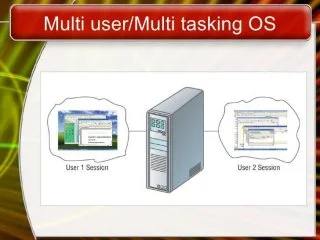 Multi user/Multi tasking OS
User 1 Session
User 2 Session